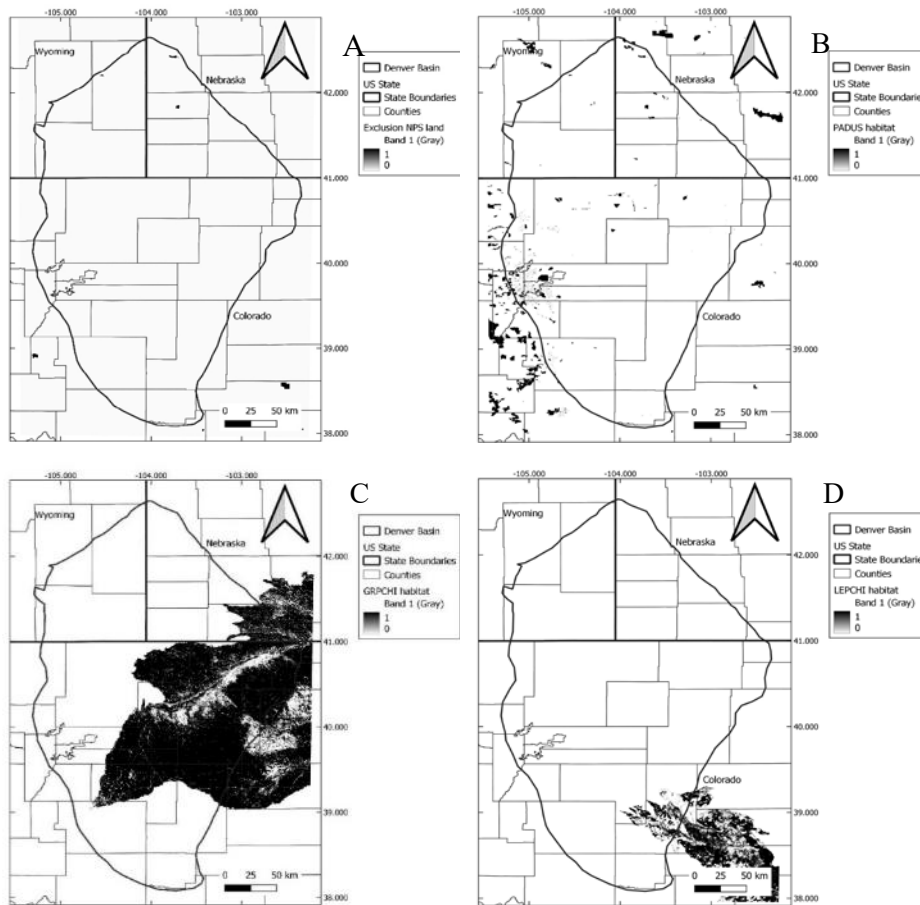 -105.000 -104.000 -103.000
A
Wyoming
Nebraska
Colorado
42.000
41.000
40.000
39.000
38.000
0 25 50 km
Denver Basin
US State
State Boundaries
Counties
Exclusion NPS land
Band 1 (Gray)
1
0
-105.000 -104.000 -103.000
B
Wyoming
Nebraska
Colorado
42.000
41.000
40.000
39.000
38.000
0 25 50 km
Denver Basin
US State
State Boundaries
Counties
PADUS habitat
Band 1 (Gray)
1
0
-105.000 -104.000 -103.000
C
Wyoming
Nebraska
42.000
41.000
40.000
39.000
38.000
0 25 50 km
Denver Basin
US State
State Boundaries
Counties
GRPCHI habitat
Band 1 (Gray)
1
0
-105.000 -104.000 -103.000
D
Wyoming
Nebraska
Colorado
42.000
41.000
40.000
39.000
38.000
0 25 50 km
Denver Basin
US State
State Boundaries
Counties
LEPCHI habitat
Band 1 (Gray)
1
0